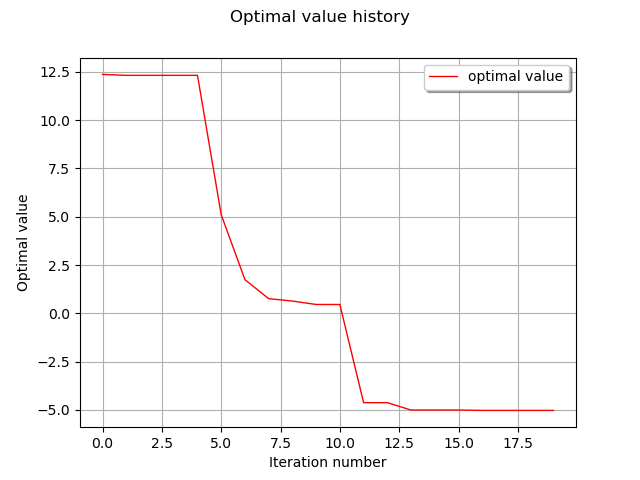 Optimal value history
optimal value
Optimal value
12.5
10.0
7.5
5.0
2.5
0.0
−2.5
−5.0
0.0 2.5 5.0 7.5 10.0 12.5 15.0 17.5
Iteration number